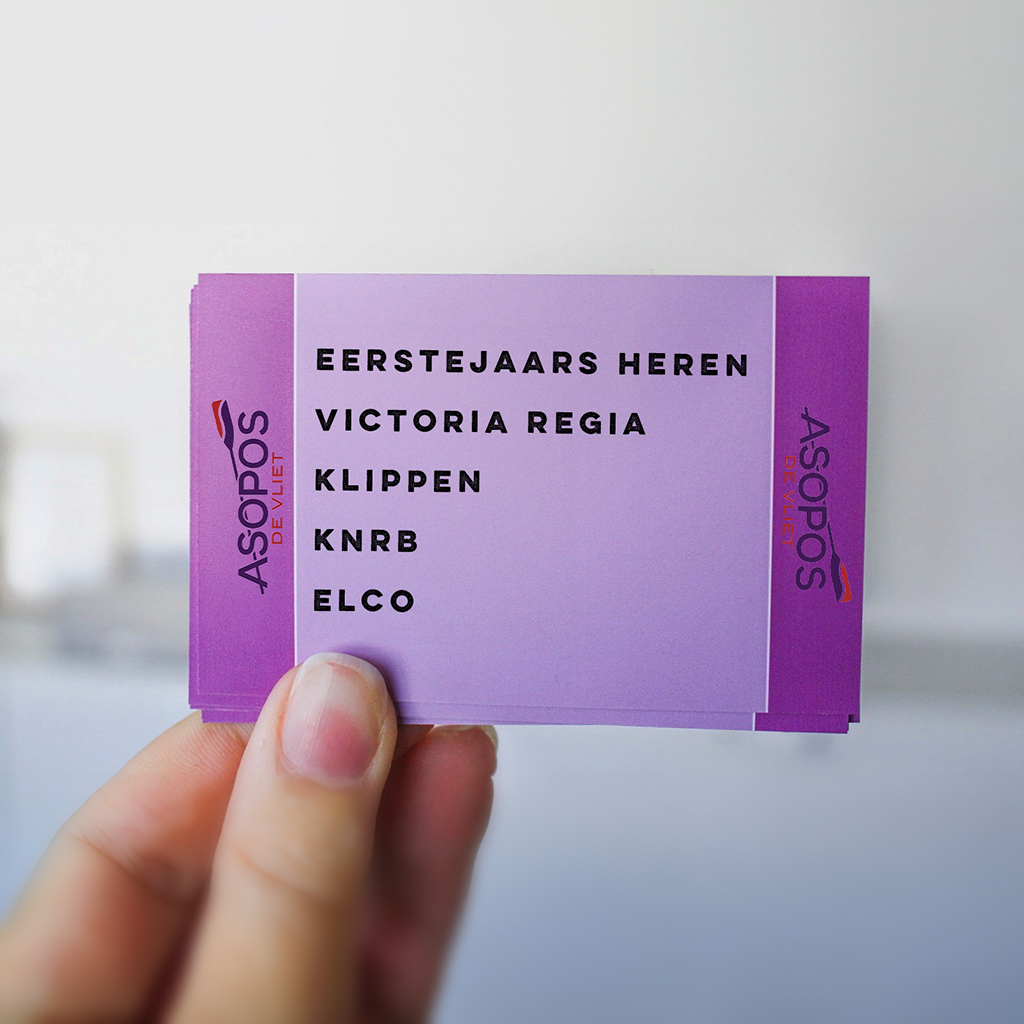 EERSTEJAARS HEREN
VICTORIA REGIA
KLIPPEN
KNRB
ELCO
ASOPOS
DE VLIET
ASOPOS
DE VLIET